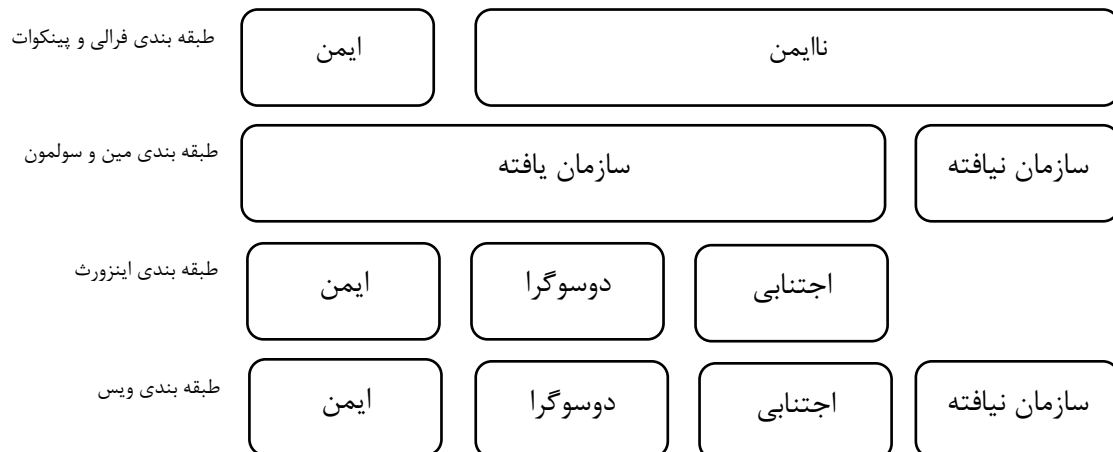 طبقه بندی فرالی و پینکوات
ایمن
ناایمن
طبقه بندی مین و سولمون
سازمان یافته
سازمان نیافته
طبقه بندی اینزورث
ایمن
دوسوگرا
اجتنابی
طبقه بندی ویس
ایمن
دوسوگرا
اجتنابی
سازمان نیافته